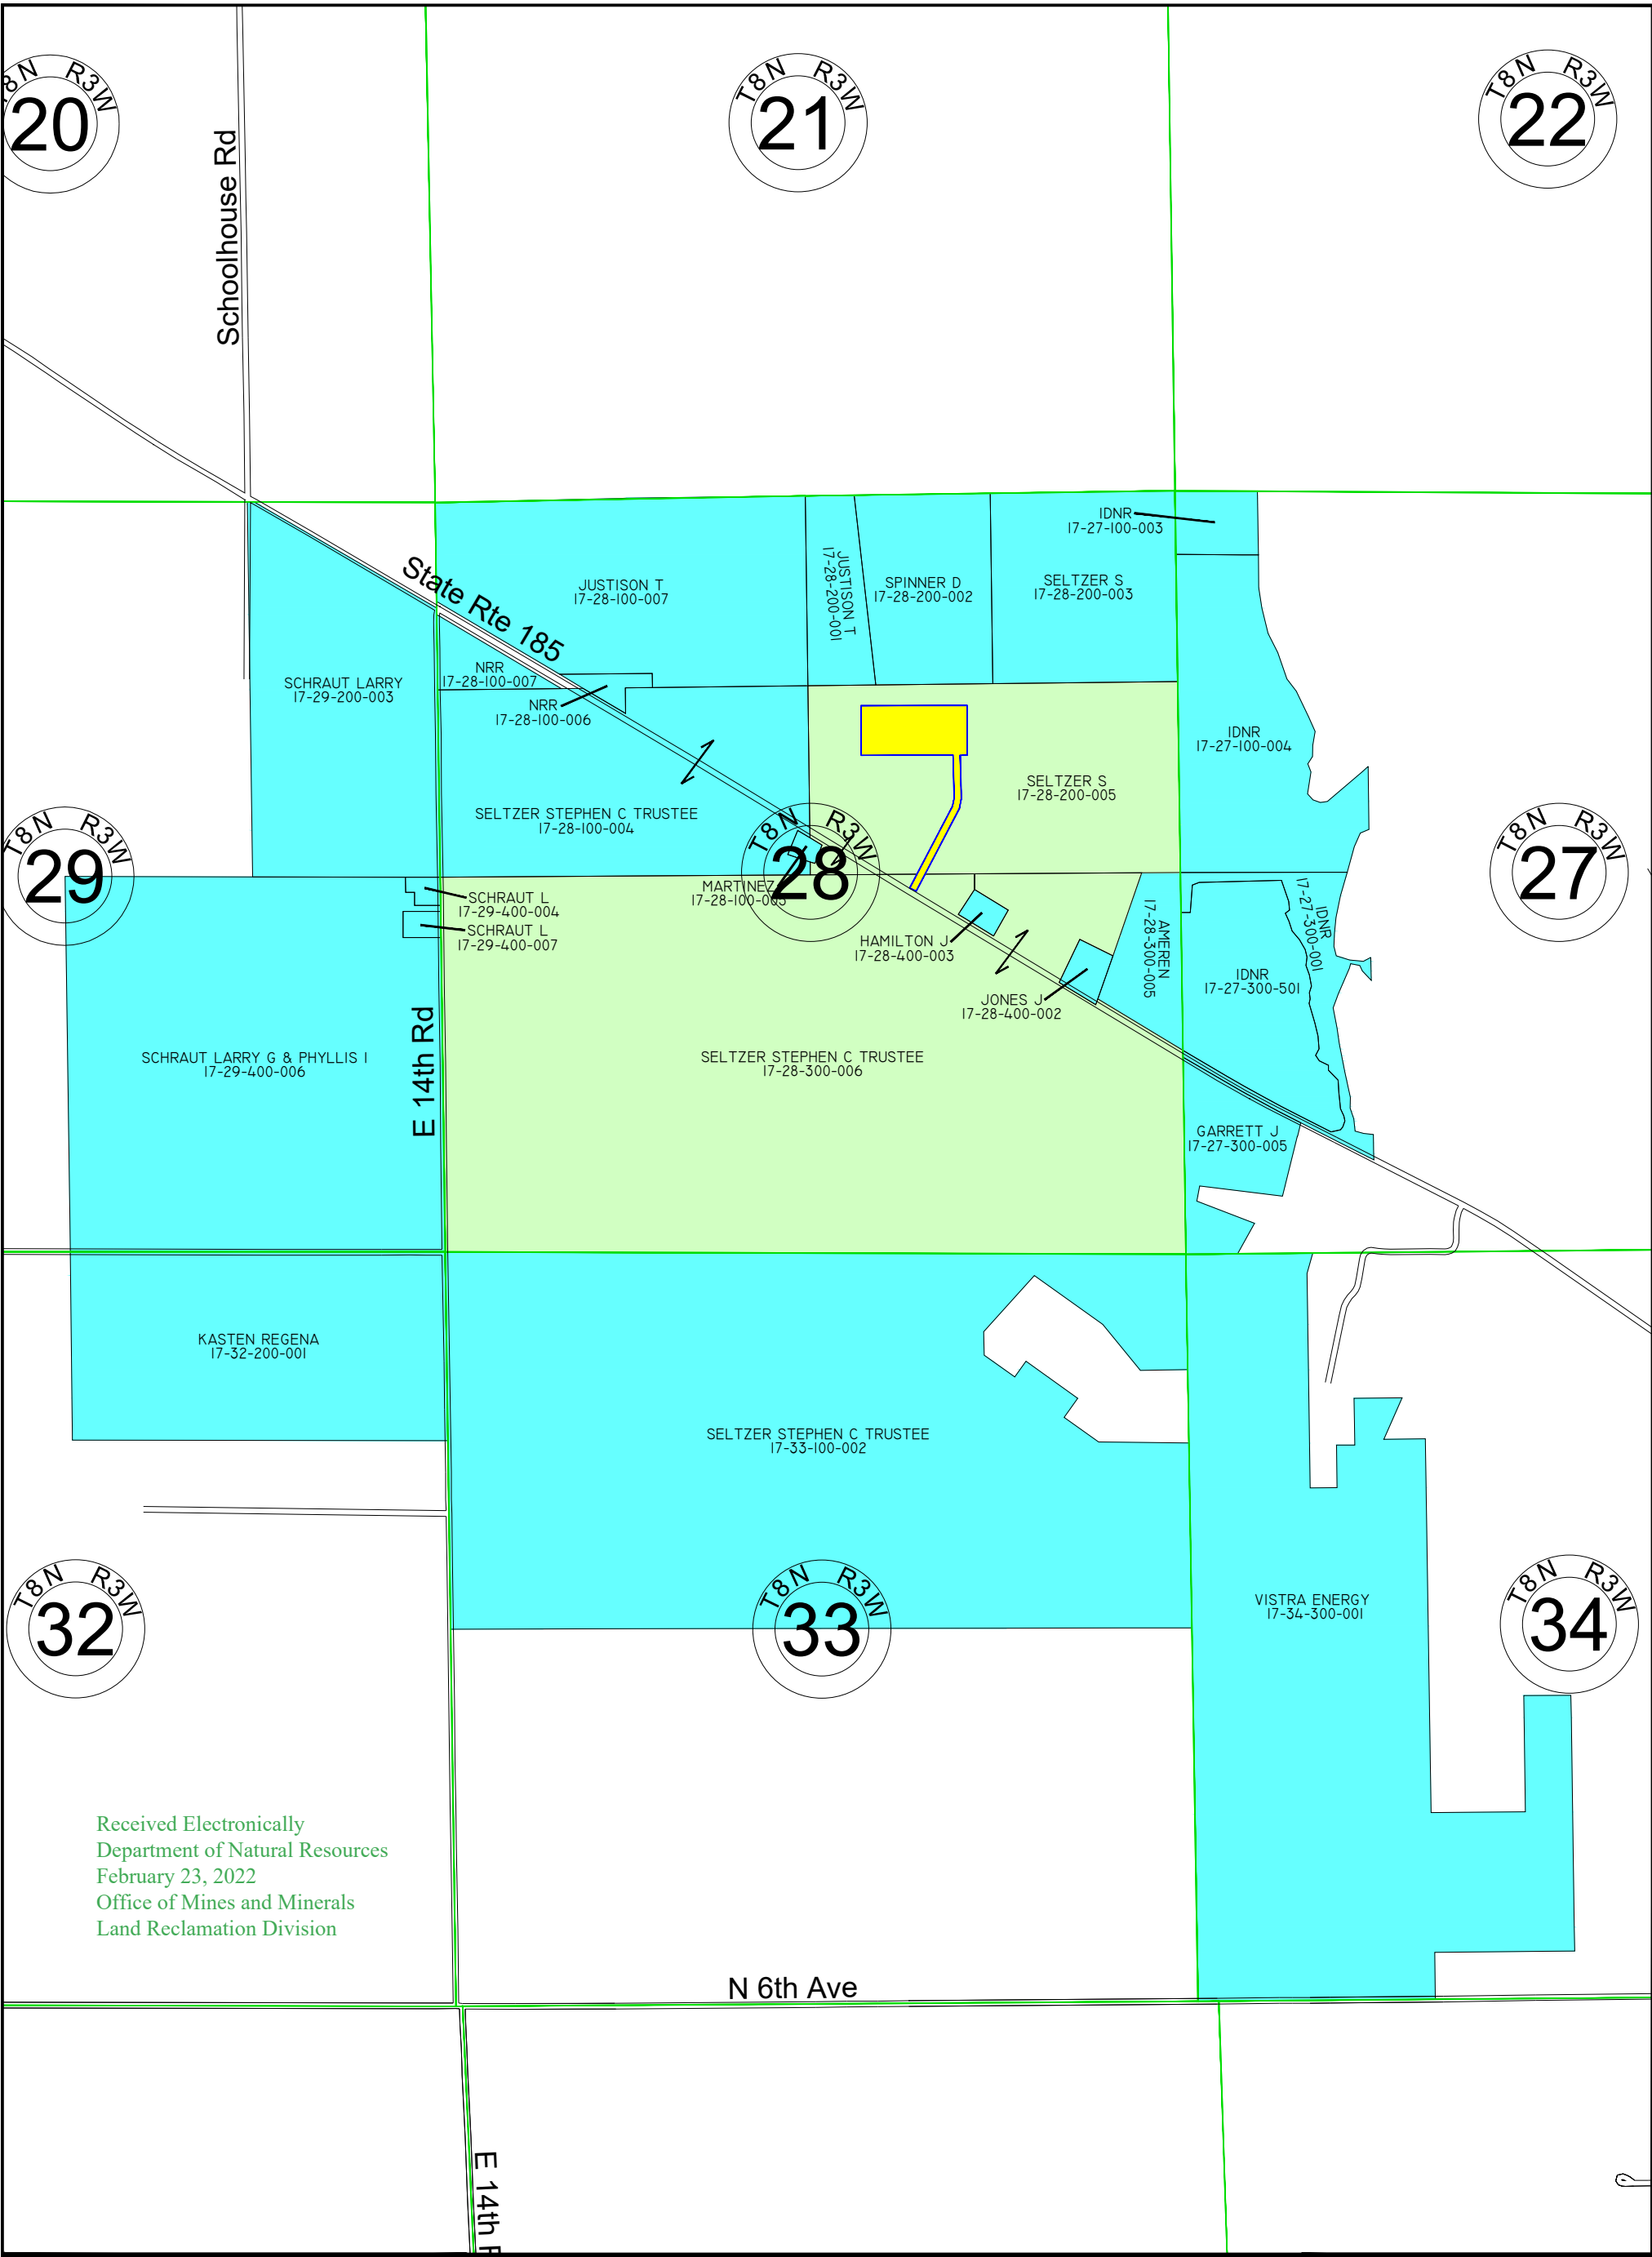 T8N R3W
20
T8N R3W
21
T8N R3W
22
Schoolhouse Rd
State Rte 185
IDNR
17-27-100-003
JUSTISON T
17-28-100-007
JUSTISON T
17-28-200-001
SPINNER D
17-28-200-002
SELTZER S
17-28-200-003
SCHRAUT LARRY
17-29-200-003
NRR
17-28-100-007
NRR
17-28-100-006
IDNR
17-27-100-004
SELTZER S
17-28-200-005
SELTZER STEPHEN C TRUSTEE
17-28-100-004
T8N R3W
29
T8N R3W
28
T8N R3W
27
MARTINEZ
17-28-100-005
SCHRAUT L
17-29-400-004
SCHRAUT L
17-29-400-007
HAMILTON J
17-28-400-003
AMEREN
17-28-300-005
IDNR
17-27-300-001
IDNR
17-27-300-501
JONES J
17-28-400-002
E 14th Rd
SCHRAUT LARRY G & PHYLLIS I
17-29-400-006
SELTZER STEPHEN C TRUSTEE
17-28-300-006
GARRETT J
17-27-300-005
KASTEN REGENA
17-32-200-001
SELTZER STEPHEN C TRUSTEE
17-33-100-002
VISTRA ENERGY
17-34-300-001
T8N R3W
32
T8N R3W
33
T8N R3W
34
Received Electronically
Department of Natural Resources
February 23, 2022
Office of Mines and Minerals
Land Reclamation Division
N 6th Ave
E 14th